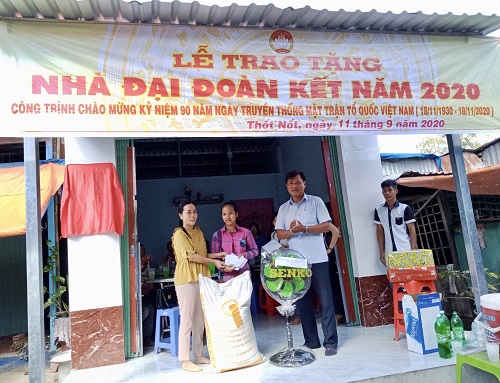 LỄ TRAO TẶNG
NHÀ ĐẠI ĐOÀN KẾT NĂM 2020
CÔNG TRÌNH CHÀO MỪNG KỶ NIỆM 90 NĂM NGÀY TRUYỀN THỐNG MẶT TRẬN TỔ QUỐC VIỆT NAM ( 18/11/1930 - 18/11/2020 )
Thốt Nốt, ngày 11 tháng 9 năm 2020
SENKO